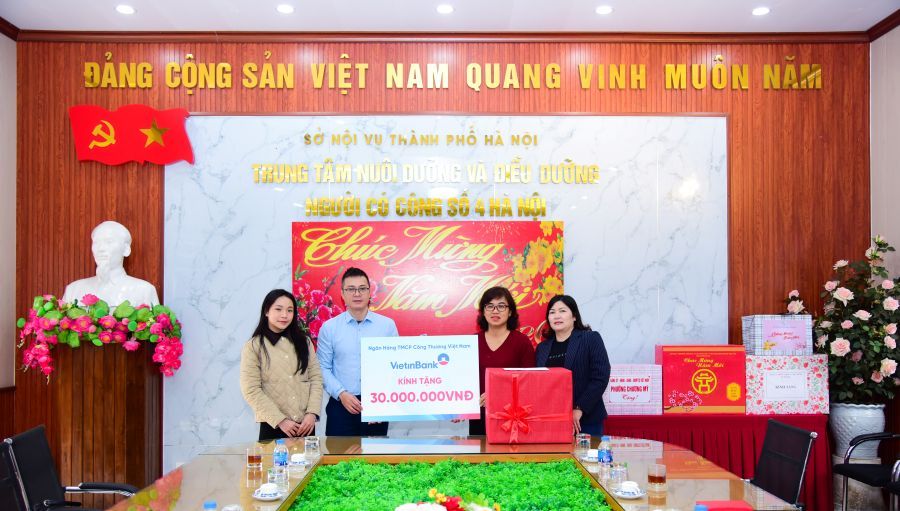 ĐẢNG CỘNG SẢN VIỆT NAM QUANG VINH MUÔN NĂM
SỞ NỘI VỤ THÀNH PHỐ HÀ NỘI
TRUNG TÂM NUÔI DƯỠNG VÀ ĐIỀU DƯỠNG
NGƯỜI CÓ CÔNG SỐ 4 HÀ NỘI
Chúc Mừng
Năm Mới
Ngân Hàng TMCP Công Thương Việt Nam
VietinBank
KÍNH TẶNG
30.000.000VNĐ
PHƯỜNG CHƯƠNG MỸ
Chúc Mừng
Năm Mới
KÍNH TẶNG